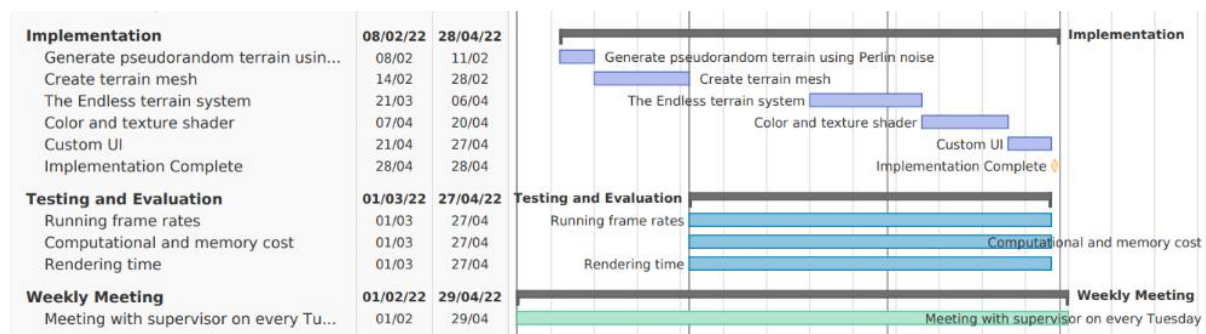 Implementation 08/02/22 28/04/22 Implementation
Generate pseudorandom terrain usin... 08/02 11/02 Generate pseudorandom terrain using Perlin noise
Create terrain mesh 14/02 28/02 Create terrain mesh
The Endless terrain system 21/03 06/04 The Endless terrain system
Color and texture shader 07/04 20/04 Color and texture shader
Custom UI 21/04 27/04 Custom UI
Implementation Complete 28/04 28/04 Implementation Complete
Testing and Evaluation 01/03/22 27/04/22 Testing and Evaluation
Running frame rates 01/03 27/04 Running frame rates
Computational and memory cost 01/03 27/04 Computational and memory cost
Rendering time 01/03 27/04 Rendering time
Weekly Meeting 01/02/22 29/04/22 Weekly Meeting
Meeting with supervisor on every Tu... 01/02 29/04 Meeting with supervisor on every Tuesday